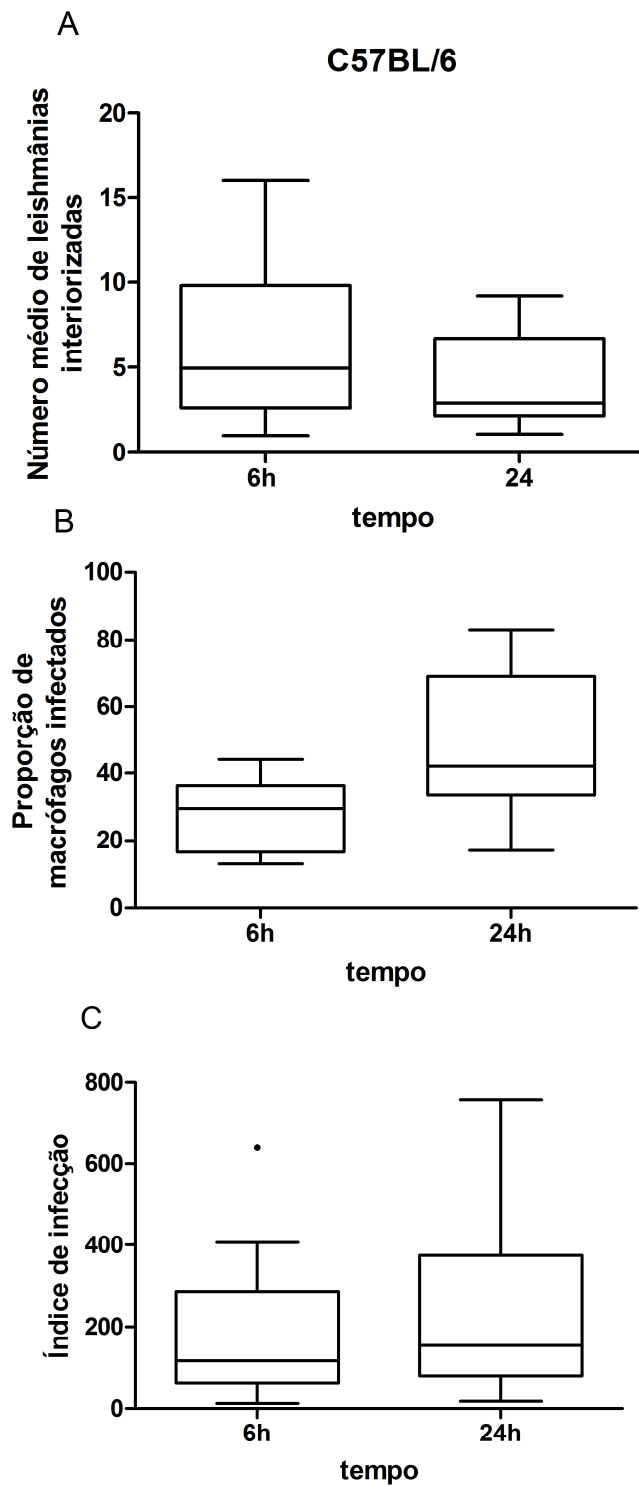 A
C57BL/6
Número médio de leishmânias
interiorizadas
20
15
10
5
0
6h
24
tempo
B
Proporção de
macrófagos infectados
100
80
60
40
20
0
6h
24h
tempo
C
Índice de infecção
800
600
400
200
0
6h
24h
tempo